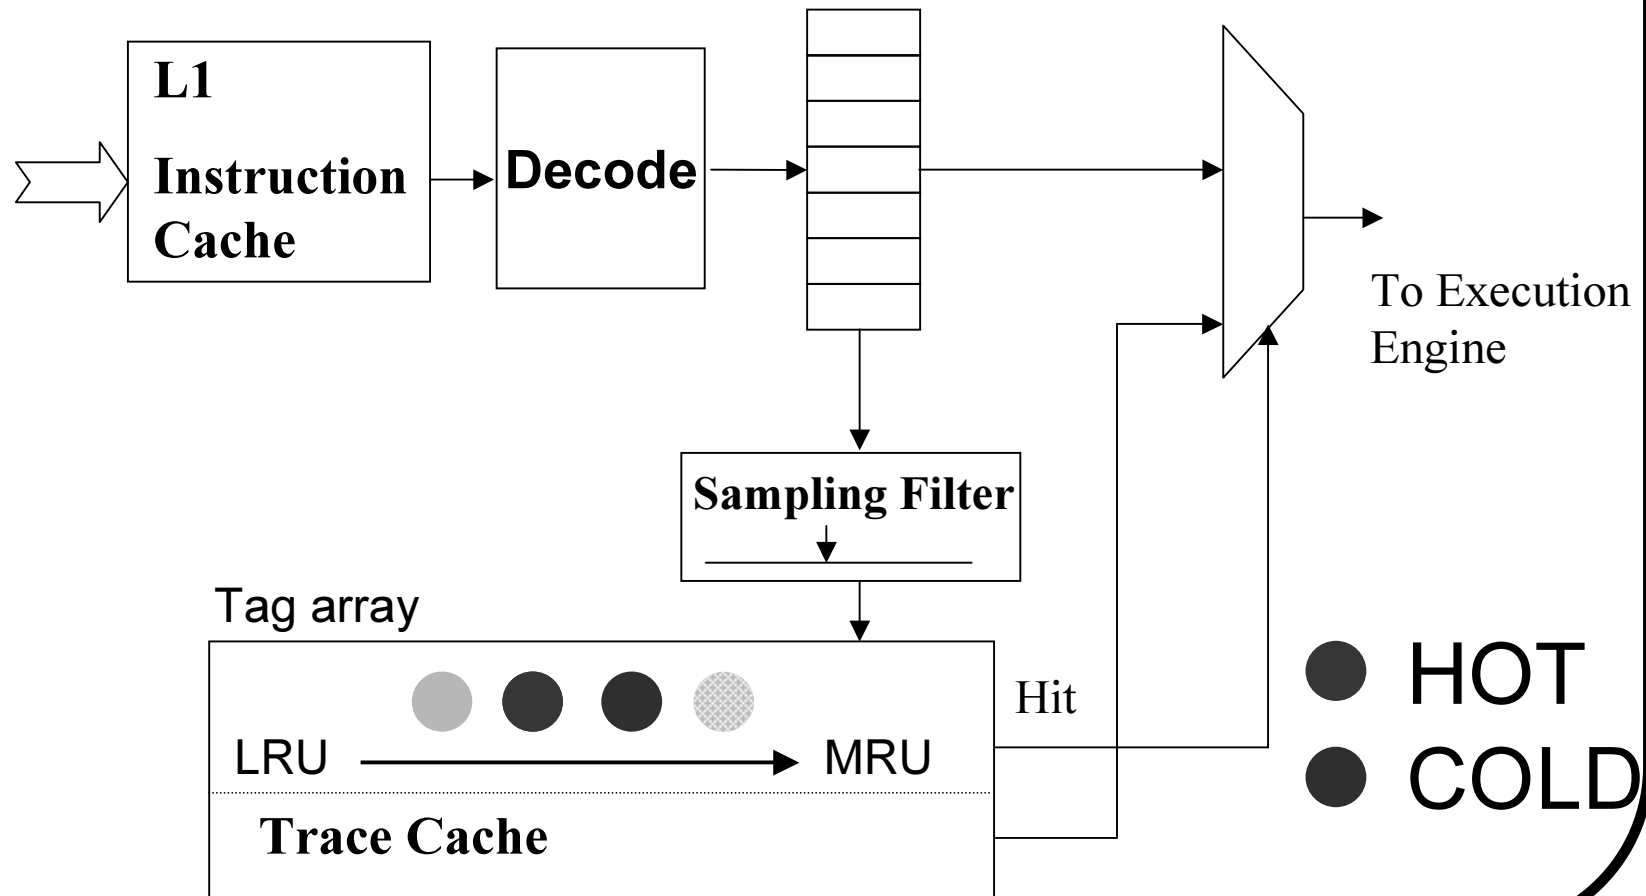 L1
Instruction
Cache
Decode
To Execution
Engine
Sampling Filter
Tag array
Hit
HOT
LRU
MRU
COLD
Trace Cache